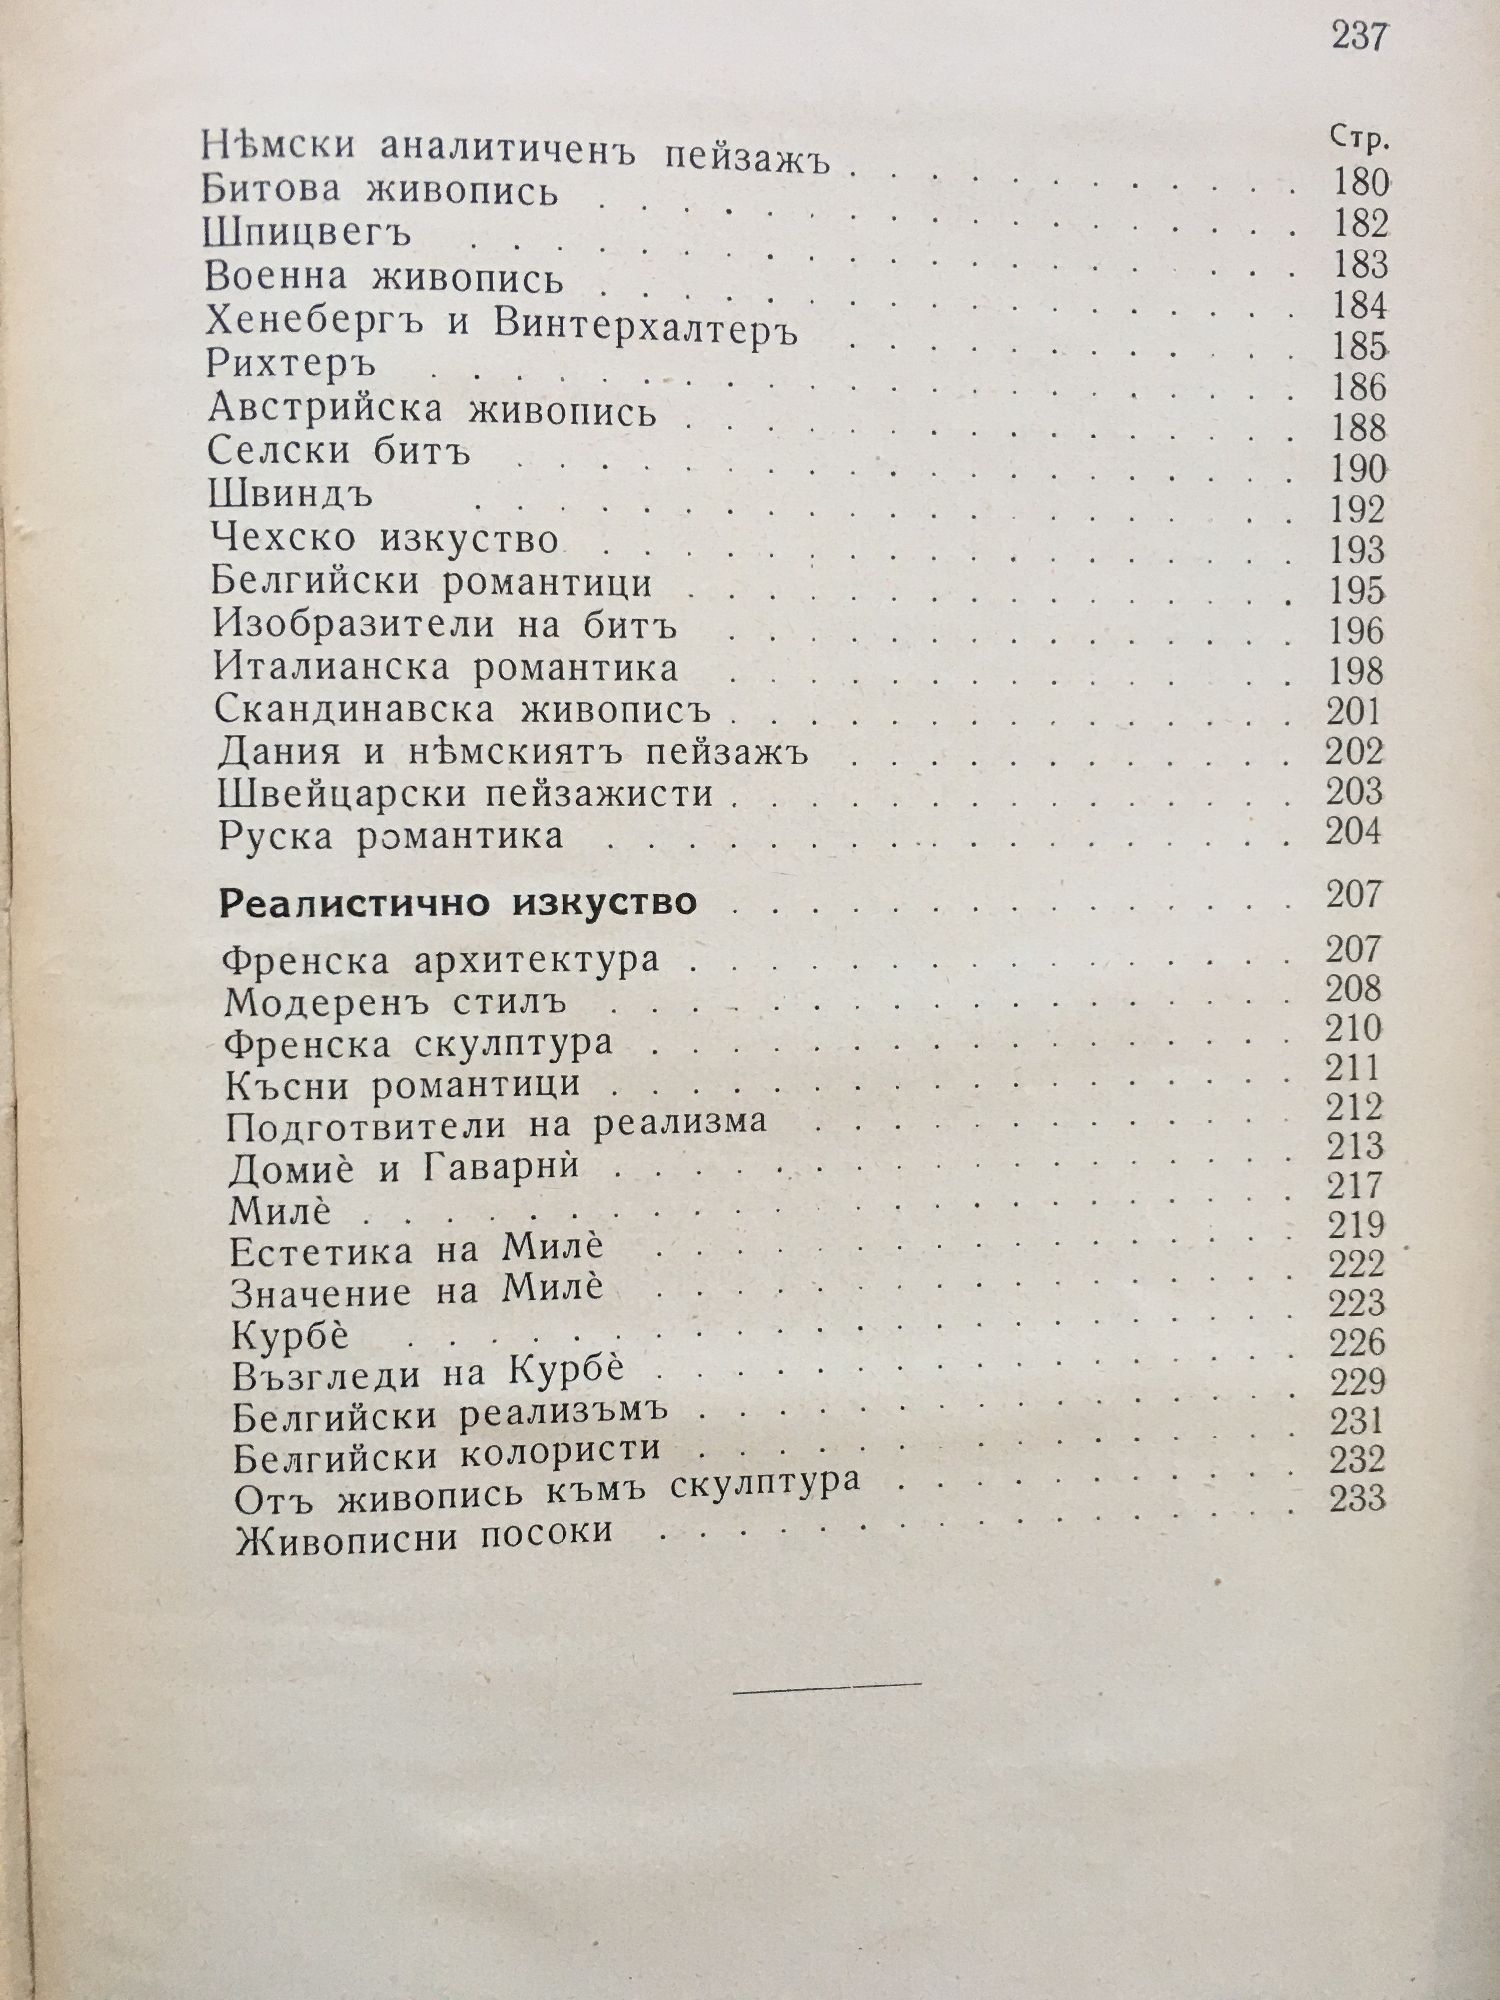 237
Стр.
Нѣмски аналитиченъ пейзажъ . . . . . . . . . . . . 180
Битова живопись . . . . . . . . . . . . . . . . . 182
Шпицвегъ . . . . . . . . . . . . . . . . . . . 183
Военна живопись . . . . . . . . . . . . . . . . . 184
Хенебергъ и Винтерхалтеръ . . . . . . . . . . . . 185
Рихтеръ . . . . . . . . . . . . . . . . . . . . 186
Австрийска живопись . . . . . . . . . . . . . . . 188
Селски битъ . . . . . . . . . . . . . . . . . . 190
Швиндъ . . . . . . . . . . . . . . . . . . . 192
Чехско изкуство . . . . . . . . . . . . . . . . . 193
Белгийски романтици . . . . . . . . . . . . . . . 195
Изобразители на битъ . . . . . . . . . . . . . . 196
Италианска романтика . . . . . . . . . . . . . . 198
Скандинавска живописъ . . . . . . . . . . . . . . 201
Дания и нѣмскиятъ пейзажъ . . . . . . . . . . . . 202
Швейцарски пейзажисти . . . . . . . . . . . . . . 203
Руска романтика . . . . . . . . . . . . . . . . . 204
Реалистично изкуство . . . . . . . . . . . . . . 207
Френска архитектура . . . . . . . . . . . . . . . 207
Модеренъ стилъ . . . . . . . . . . . . . . . . . 208
Френска скулптура . . . . . . . . . . . . . . . . 210
Късни романтици . . . . . . . . . . . . . . . . . 211
Подготвители на реализма . . . . . . . . . . . . 212
Домиѐ и Гаварнѝ . . . . . . . . . . . . . . . . . 213
Милѐ . . . . . . . . . . . . . . . . . . . . . 217
Естетика на Милѐ . . . . . . . . . . . . . . . . 219
Значение на Милѐ . . . . . . . . . . . . . . . . 222
Курбѐ . . . . . . . . . . . . . . . . . . . . . 223
Възгледи на Курбѐ . . . . . . . . . . . . . . . . 226
Белгийски реализъмъ . . . . . . . . . . . . . . . 229
Белгийски колористи . . . . . . . . . . . . . . . 231
Отъ живопись къмъ скулптура . . . . . . . . . . . 232
Живописни посоки . . . . . . . . . . . . . . . . 233